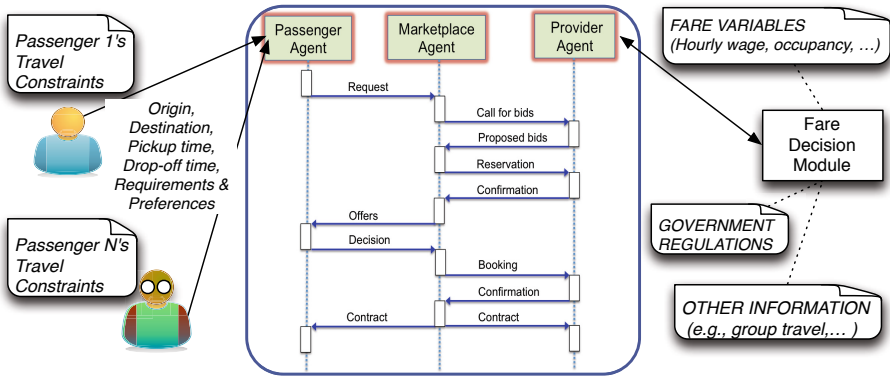 Passenger 1's
Travel
Constraints
Origin,
Destination,
Pickup time,
Drop-off time,
Requirements &
Preferences
Passenger N's
Travel
Constraints
Passenger
Agent
Marketplace
Agent
Provider
Agent
Request
Call for bids
Proposed bids
Reservation
Confirmation
Offers
Decision
Booking
Confirmation
Contract
Contract
FARE VARIABLES
(Hourly wage, occupancy, …)
Fare
Decision
Module
GOVERNMENT
REGULATIONS
OTHER INFORMATION
(e.g., group travel,… )